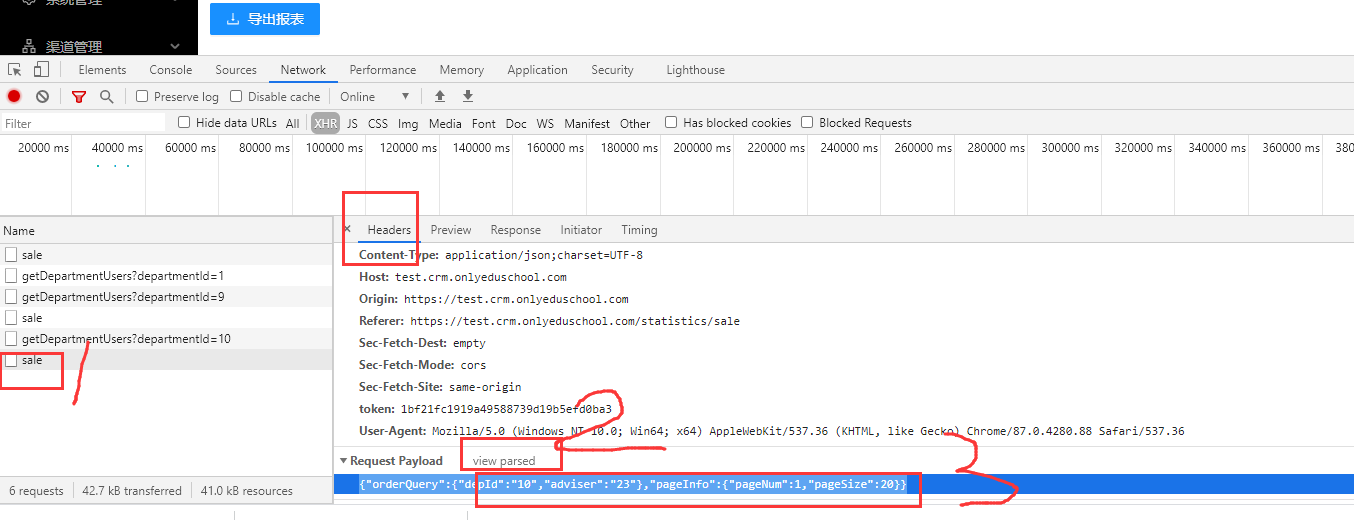 系统管理
导出报表
渠道管理
Elements Console Sources Network Performance Memory Application Security Lighthouse
Preserve log Disable cache Online
Filter Hide data URLs All XHR JS CSS Img Media Font Doc WS Manifest Other Has blocked cookies Blocked Requests
20000 ms 40000 ms 60000 ms 80000 ms 100000 ms 120000 ms 140000 ms 160000 ms 180000 ms 200000 ms 220000 ms 240000 ms 260000 ms 280000 ms 300000 ms 320000 ms 340000 ms 360000 ms 380
Name
sale
getDepartmentUsers?departmentId=1
getDepartmentUsers?departmentId=9
sale
getDepartmentUsers?departmentId=10
sale
1
6 requests 42.7 kB transferred 41.0 kB resources
× Headers Preview Response Initiator Timing
Content-Type: application/json;charset=UTF-8
Host: test.crm.onlyeduschool.com
Origin: https://test.crm.onlyeduschool.com
Referer: https://test.crm.onlyeduschool.com/statistics/sale
Sec-Fetch-Dest: empty
Sec-Fetch-Mode: cors
Sec-Fetch-Site: same-origin
token: 1bf21fc1919a49588739d19b5efd0ba3
User-Agent: Mozilla/5.0 (Windows NT 10.0; Win64; x64) AppleWebKit/537.36 (KHTML, like Gecko) Chrome/87.0.4280.88 Safari/537.36
2
Request Payload view parsed
3
{"orderQuery":{"depId":"10","adviser":"23"},"pageInfo":{"pageNum":1,"pageSize":20}}